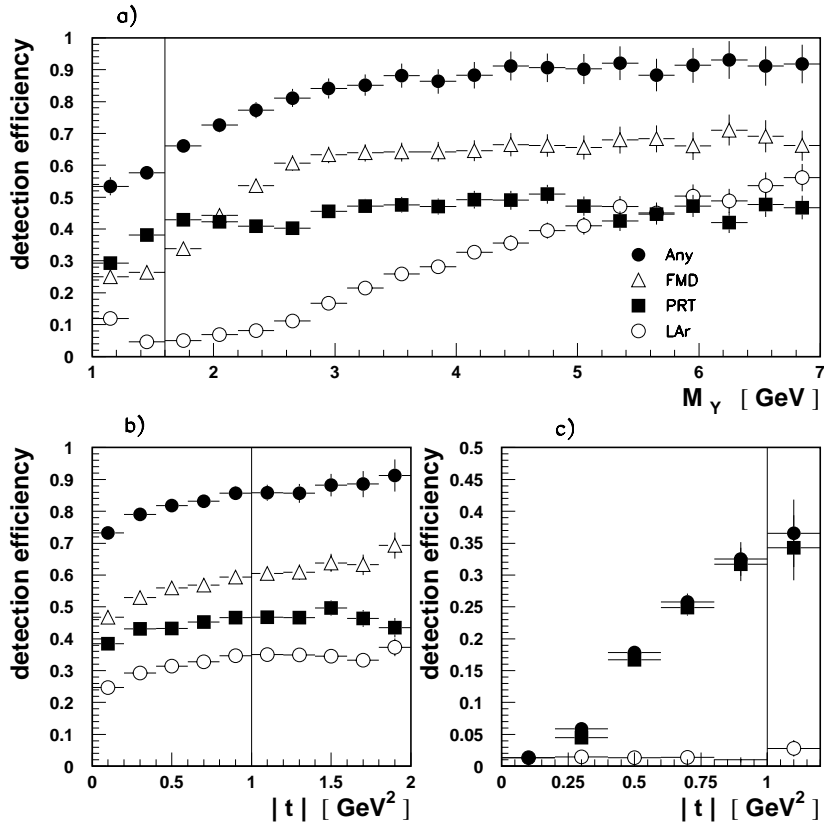 a)
detection efficiency
1
0.9
0.8
0.7
0.6
0.5
0.4
0.3
0.2
0.1
0
Any
FMD
PRT
LAr
1 2 3 4 5 6 7
M Y [ GeV ]
b)
detection efficiency
1
0.9
0.8
0.7
0.6
0.5
0.4
0.3
0.2
0.1
0
0 0.5 1 1.5 2
| t | [ GeV² ]
c)
detection efficiency
0.5
0.45
0.4
0.35
0.3
0.25
0.2
0.15
0.1
0.05
0
0 0.25 0.5 0.75 1
| t | [ GeV² ]